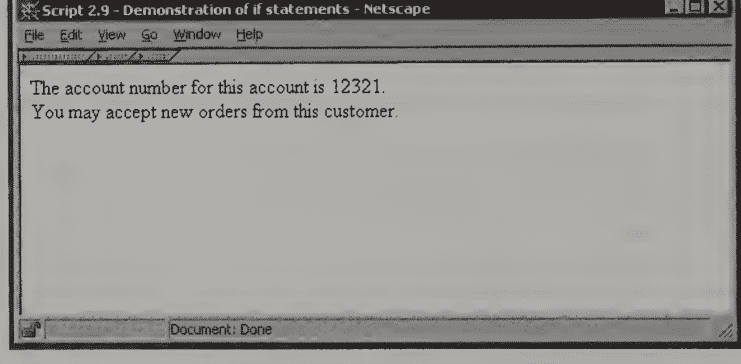 Script 2.9 - Demonstration of if statements - Netscape
File Edit View Go Window Help
The account number for this account is 12321.
You may accept new orders from this customer.
Document: Done